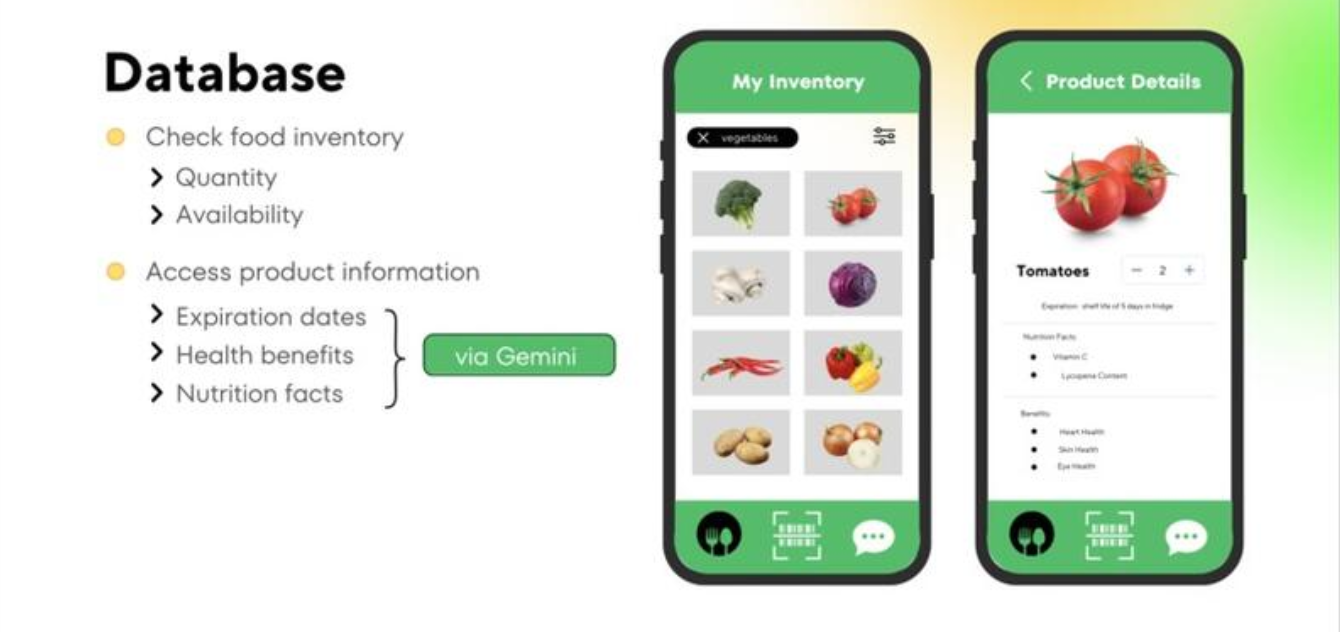 Database
Check food inventory
Quantity
Availability
Access product information
Expiration dates
Health benefits
Nutrition facts
via Gemini
My Inventory
vegetables
Product Details
Tomatoes
2
Expiration: shelf life of 5 days in fridge
Nutrition Facts:
Vitamin C
Lycopene Content
Benefits:
Heart Health
Skin Health
Eye Health